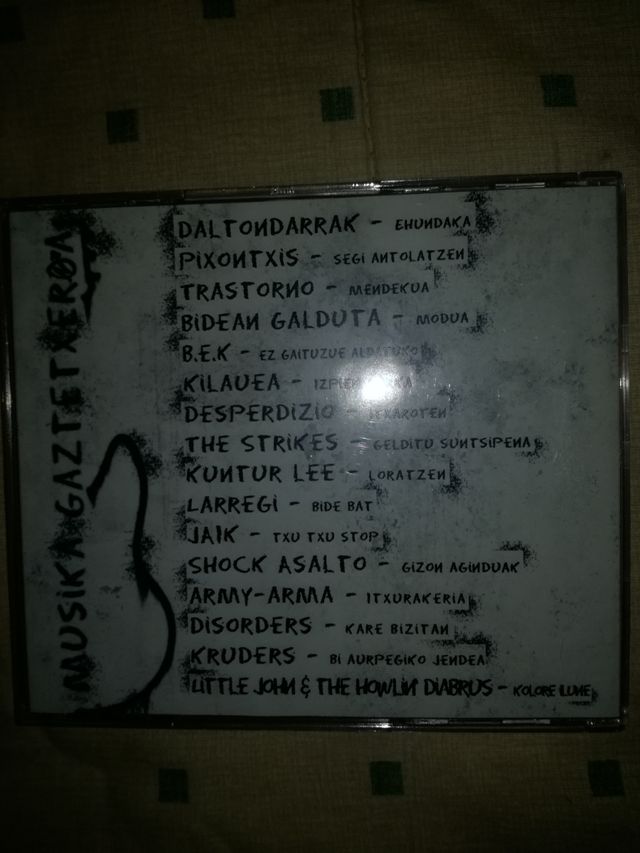 MUSiKA GAZTETXERØA
3
DALTONDARRAK - EHUNDAKA
PiXONTXiS - SEGI ANTOLATZEN
TRASTORNO - MENDEKUA
BiDEAN GALDUTA - MODUA
B.E.K - EZ GAITUZUE ALDATUKO
KiLAUEA -
DESPERDiZiO -
THE STRiKES - GELDITU SUNTSIPENA
KUNTUR LEE - LORATZEN
LARREGi - BIDE BAT
JAiK - TXU TXU STOP
SHOCK ASALTO - GIZON AGINDUAK
ARMY-ARMA - ITXURAKERIA
DiSORDERS - KARE BIZITAN
KRUDERS - BI AURPEGIKO JENDEA
LiTTLE JOHN & THE HOWLiN DiABRUS - KOLORE ILUNE